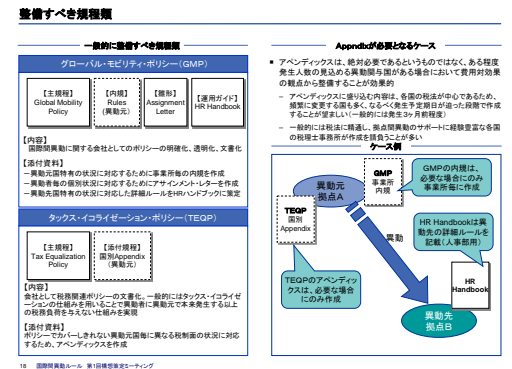 整備すべき規程類
一般的に整備すべき規程類
グローバル・モビリティ・ポリシー（GMP）
【主規程】
Global Mobility
Policy
【内規】
Rules
(異動元)
【雛形】
Assignment
Letter
【運用ガイド】
HR Handbook
【内容】
国際間異動に関する会社としてのポリシーの明確化、透明化、文書化
【添付資料】
－異動元国特有の状況に対応するために事業所毎の内規を作成
－異動者毎の個別状況に対応するためにアサインメント・レターを作成
－異動先国特有の状況に対応した詳細ルールをHRハンドブックに策定
タックス・イコライゼーション・ポリシー（TEQP）
【主規程】
Tax Equalization
Policy
【添付規程】
国別Appendix
（異動元）
【内容】
会社として税務関連ポリシーの文書化。一般的にはタックス・イコライゼ
ーションの仕組みを用いることで異動者に異動元で本来発生する以上
の税務負荷を与えない仕組みを実現
【添付資料】
ポリシーでカバーしきれない異動元国毎に異なる税制面の状況に対応
するため、アペンディックスを作成
Appndixが必要となるケース
■ アペンディクスは、絶対必要であるというものではなく、ある程度
発生人数の見込める異動関与国がある場合において費用対効果
の観点から整備することが効果的
– アペンディックスに盛り込む内容は、各国の税法が中心であるため、
頻繁に変更する国も多く、なるべく発生予定期日が迫った段階で作成
することが望ましい（一般的には発生3ヶ月前程度）
– 一般的には税法に精通し、拠点間異動のサポートに経験豊富な各国
の税理士事務所が作成を請負うことが多い
ケース例
異動元
拠点A
GMP
事業所
内規
GMPの内規は、
必要な場合にのみ
事業所毎に作成
TEQP
国別
Appendix
異動
HR Handbookは異
動先の詳細ルールを
記載（人事部用）
TEQPのアペンディッ
クスは、必要な場合
にのみ作成
HR
Handbook
異動先
拠点B
18 国際間異動ルール 第1回構想策定ミーティング